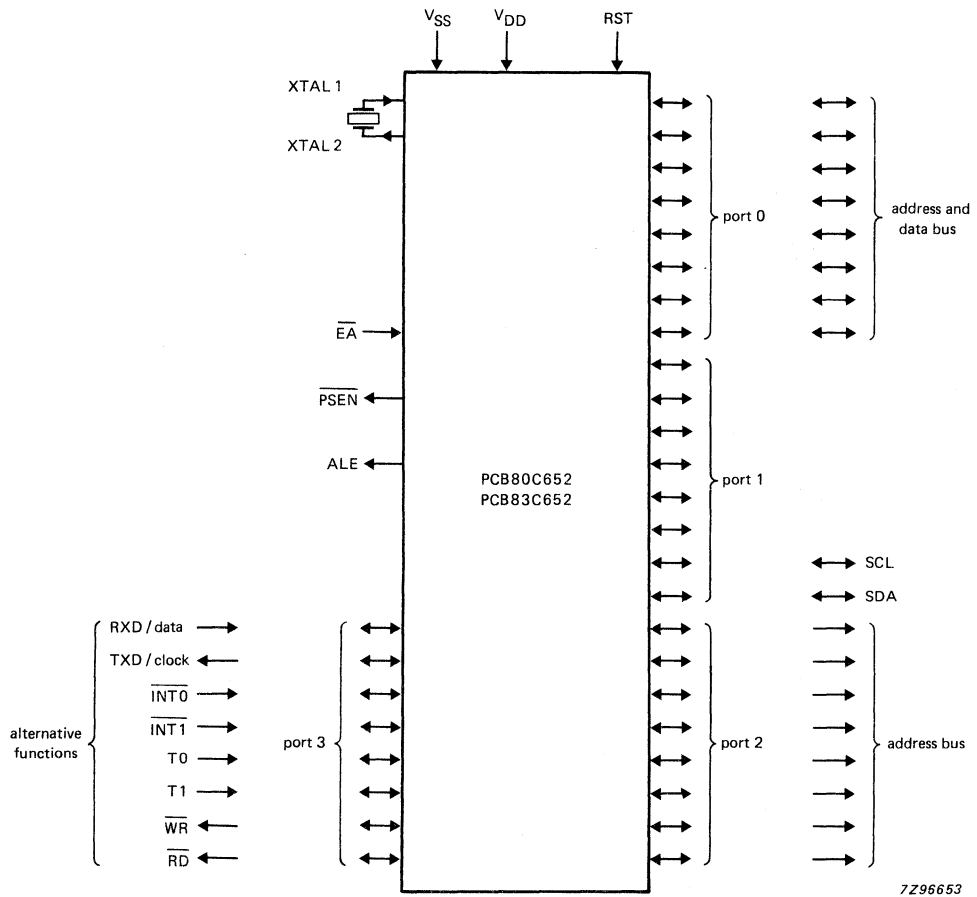 VSS
VDD
RST
XTAL 1
XTAL 2
port 0
address and
data bus
EA
PSEN
ALE
PCB80C652
PCB83C652
port 1
SCL
SDA
RXD / data
TXD / clock
INT0
INT1
T0
T1
WR
RD
alternative
functions
port 3
port 2
address bus
7Z96653